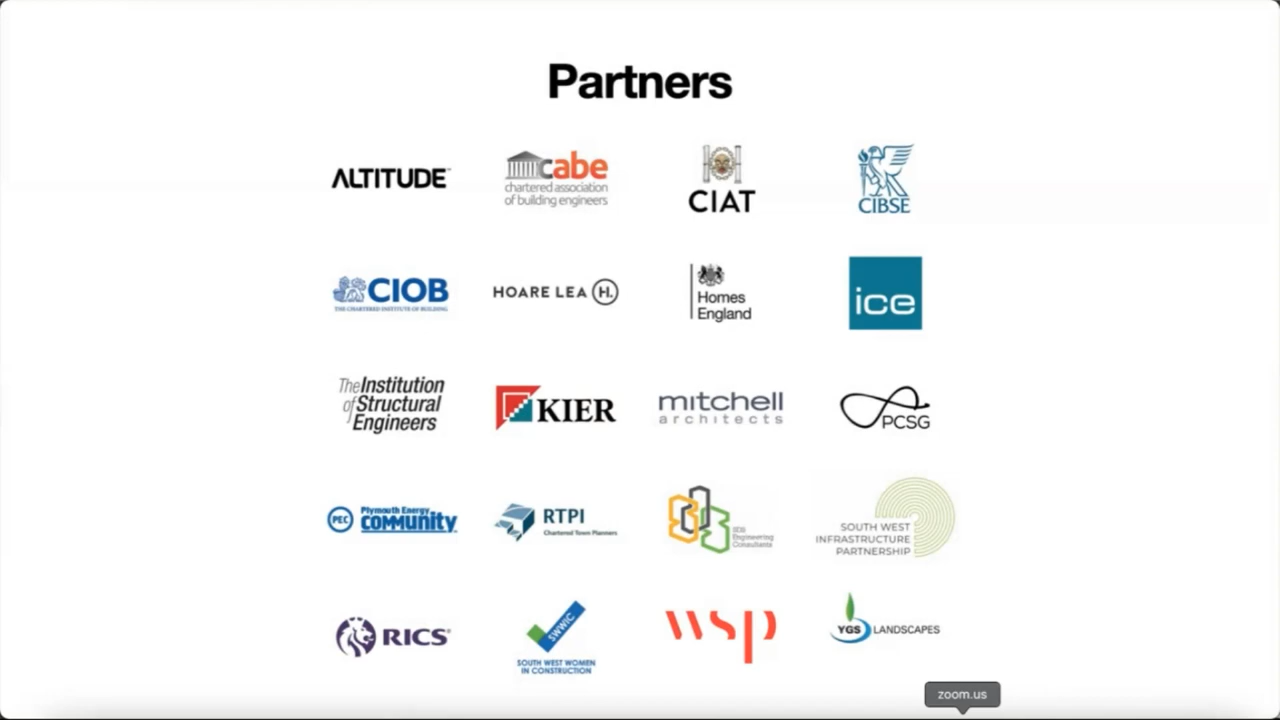 Partners
ALTITUDE
cabe
chartered association
of building engineers
CIAT
CIBSE
CIOB
THE CHARTERED INSTITUTE OF BUILDING
HOARE LEA H.
Homes
England
ice
The Institution
of Structural
Engineers
KIER
mitchell
architects
PCSG
PEC
Plymouth Energy
COMMUNITY
RTPI
Chartered Town Planners
SDS
Engineering
Consultants
SOUTH WEST
INFRASTRUCTURE
PARTNERSHIP
RICS
SWWIC
SOUTH WEST WOMEN
IN CONSTRUCTION
wsp
YGS LANDSCAPES
zoom.us